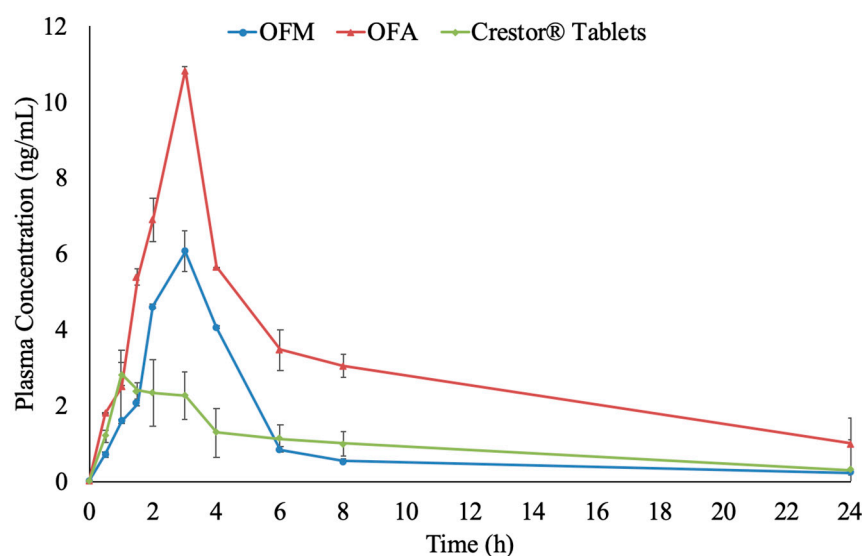 OFM OFA Crestor® Tablets
Plasma Concentration (ng/mL)
12
10
8
6
4
2
0
0 2 4 6 8 10 12 14 16 18 20 22 24
Time (h)